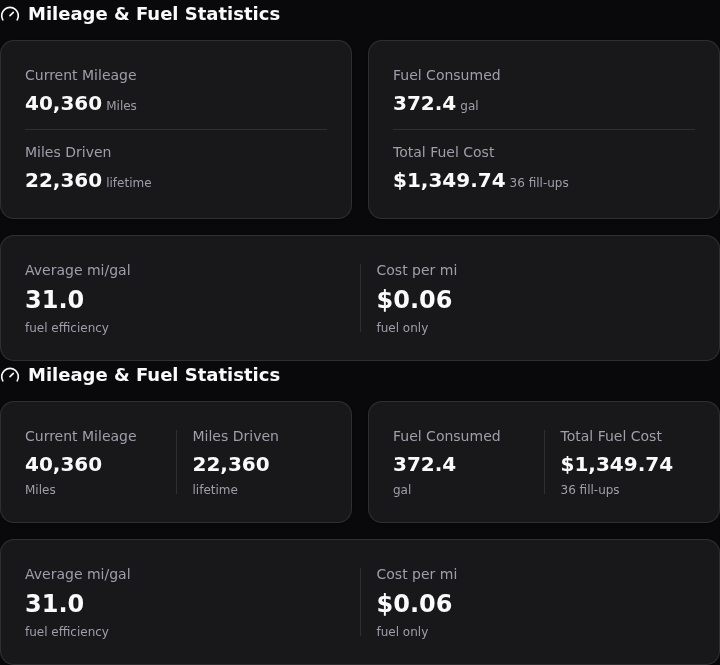 Mileage & Fuel Statistics
Current Mileage
40,360 Miles
Miles Driven
22,360 lifetime
Fuel Consumed
372.4 gal
Total Fuel Cost
$1,349.74 36 fill-ups
Average mi/gal
31.0
fuel efficiency
Cost per mi
$0.06
fuel only
Mileage & Fuel Statistics
Current Mileage
40,360
Miles
Miles Driven
22,360
lifetime
Fuel Consumed
372.4
gal
Total Fuel Cost
$1,349.74
36 fill-ups
Average mi/gal
31.0
fuel efficiency
Cost per mi
$0.06
fuel only